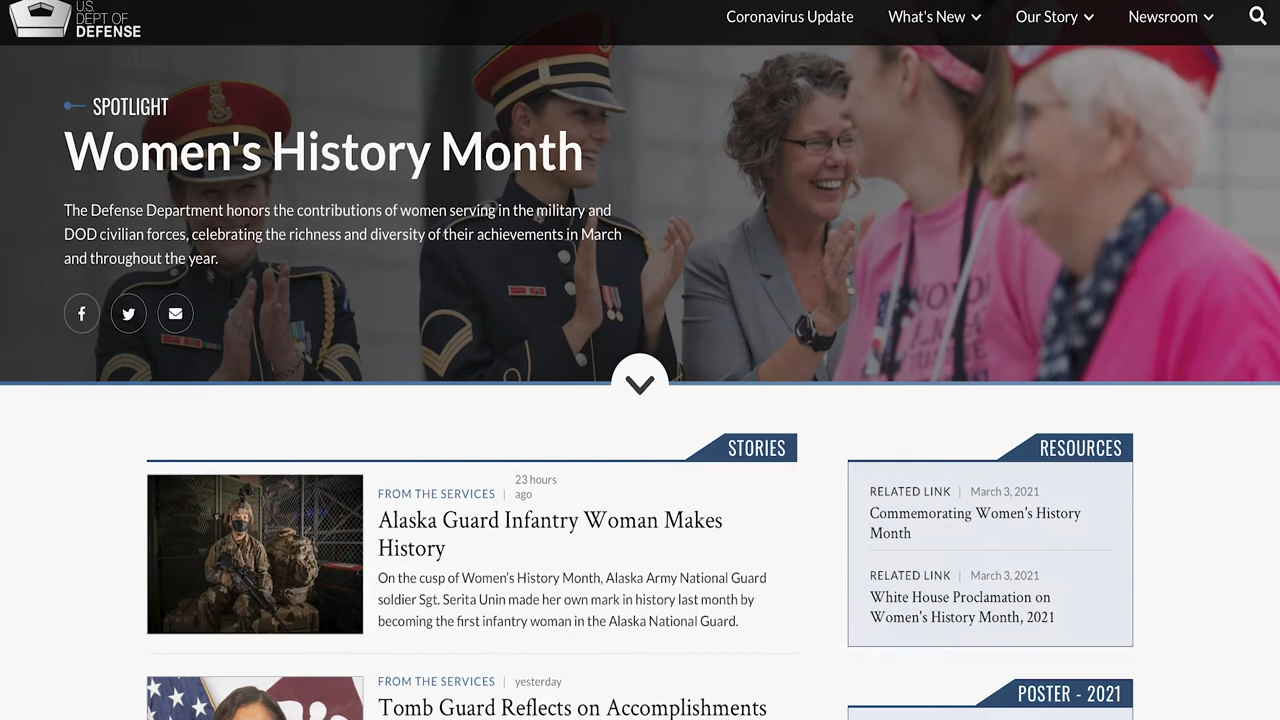 U.S.
DEPT OF
DEFENSE
Coronavirus Update
What's New
Our Story
Newsroom
SPOTLIGHT
Women's History Month
The Defense Department honors the contributions of women serving in the military and
DOD civilian forces, celebrating the richness and diversity of their achievements in March
and throughout the year.
STORIES
FROM THE SERVICES | 23 hours
ago
Alaska Guard Infantry Woman Makes
History
On the cusp of Women's History Month, Alaska Army National Guard
soldier Sgt. Serita Unin made her own mark in history last month by
becoming the first infantry woman in the Alaska National Guard.
FROM THE SERVICES | yesterday
Tomb Guard Reflects on Accomplishments
RESOURCES
RELATED LINK | March 3, 2021
Commemorating Women's History
Month
RELATED LINK | March 3, 2021
White House Proclamation on
Women's History Month, 2021
POSTER - 2021